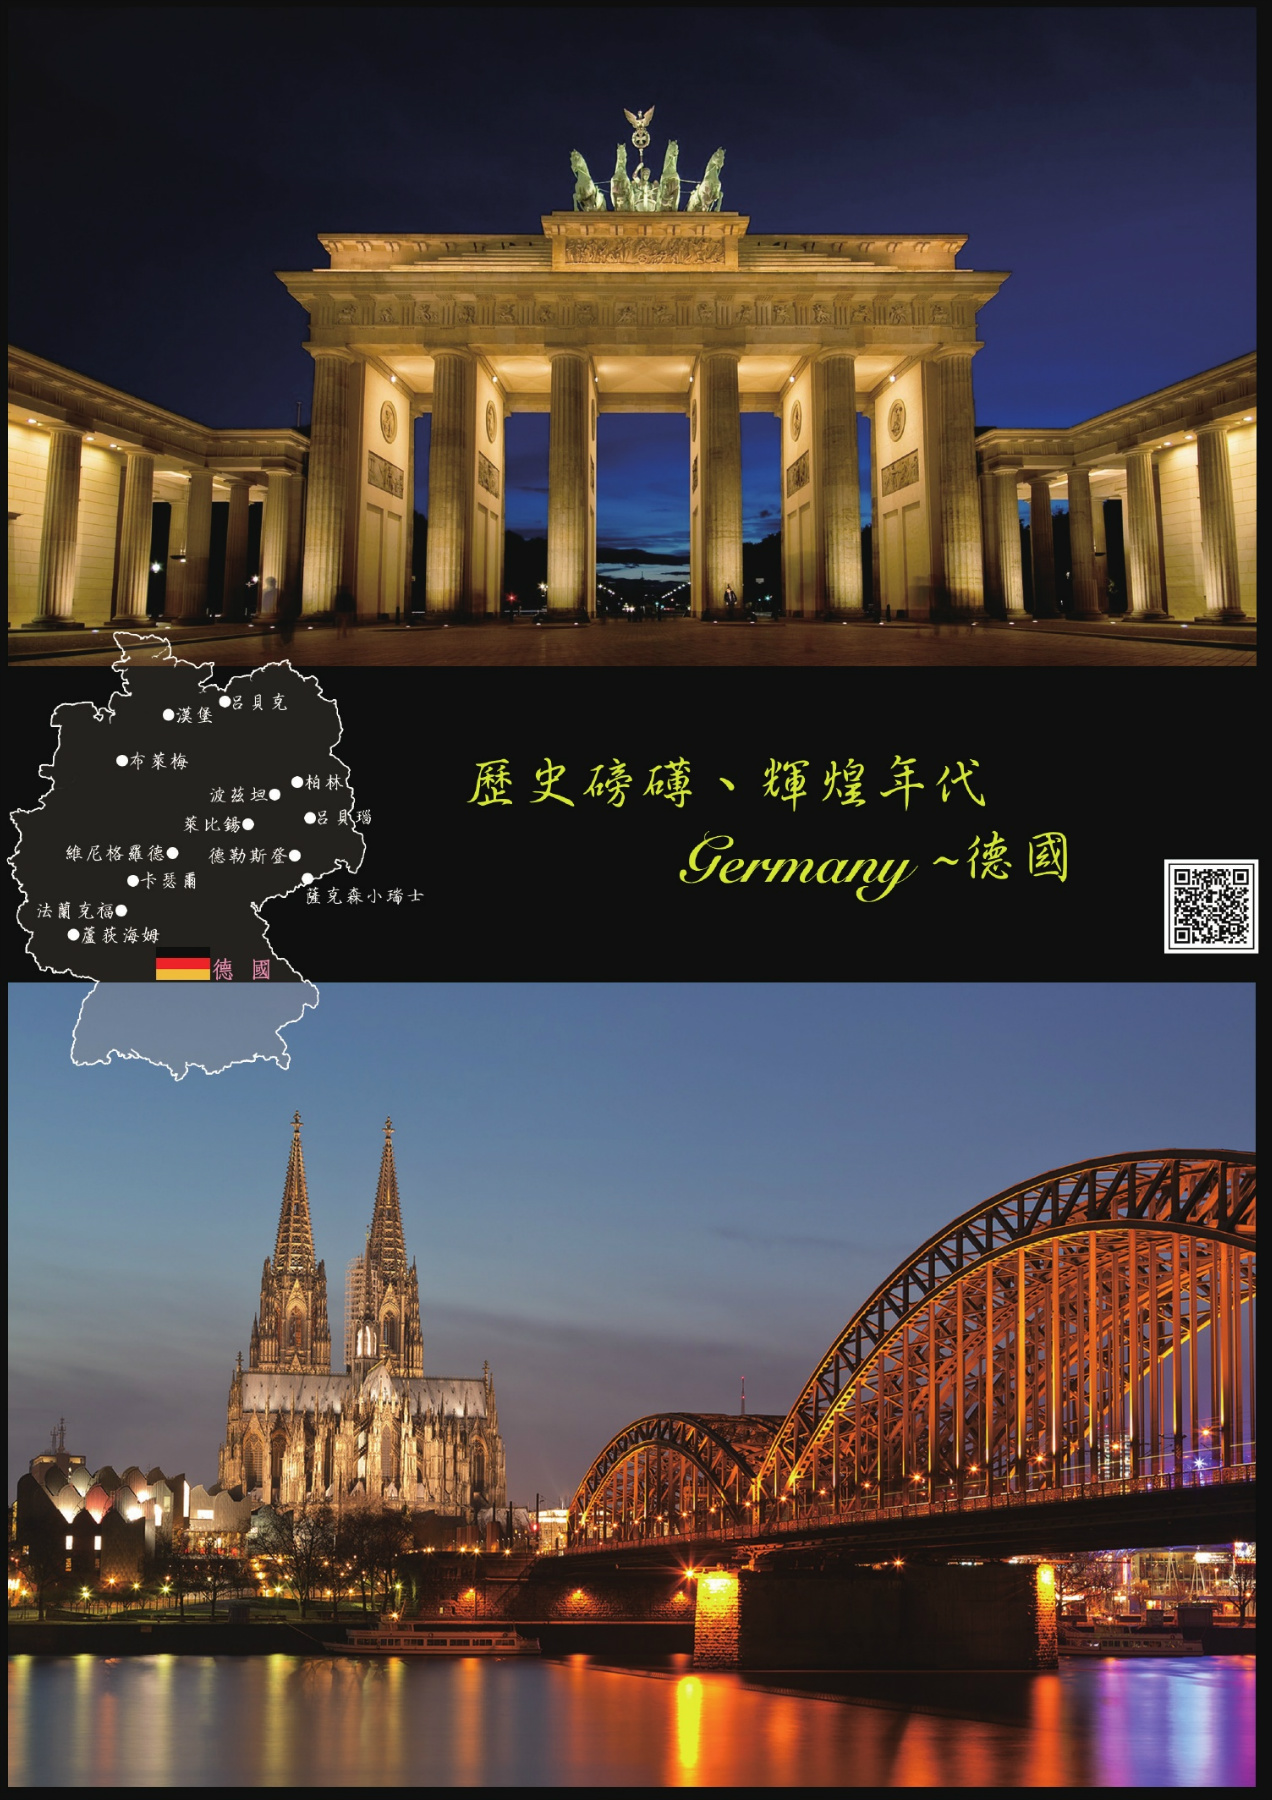 呂貝克
漢堡
布萊梅
柏林
波茲坦
呂貝瑙
萊比錫
維尼格羅德
德勒斯登
卡瑟爾
薩克森小瑞士
法蘭克福
蘆荻海姆
德 國
歷史磅礡、輝煌年代
Germany ~德國